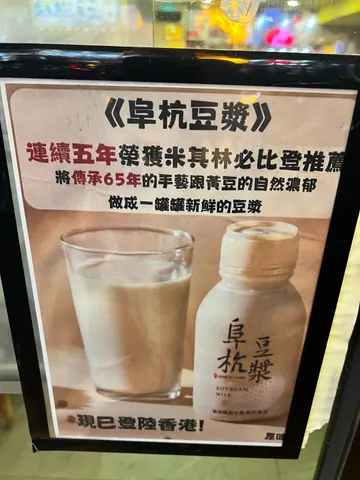 《阜杭豆漿》
連續五年榮獲米其林必比登推薦
將傳承65年的手藝跟黃豆的自然濃郁
做成一罐罐新鮮的豆漿
阜杭
豆漿
SOYBEAN
MILK
現已登陸香港!